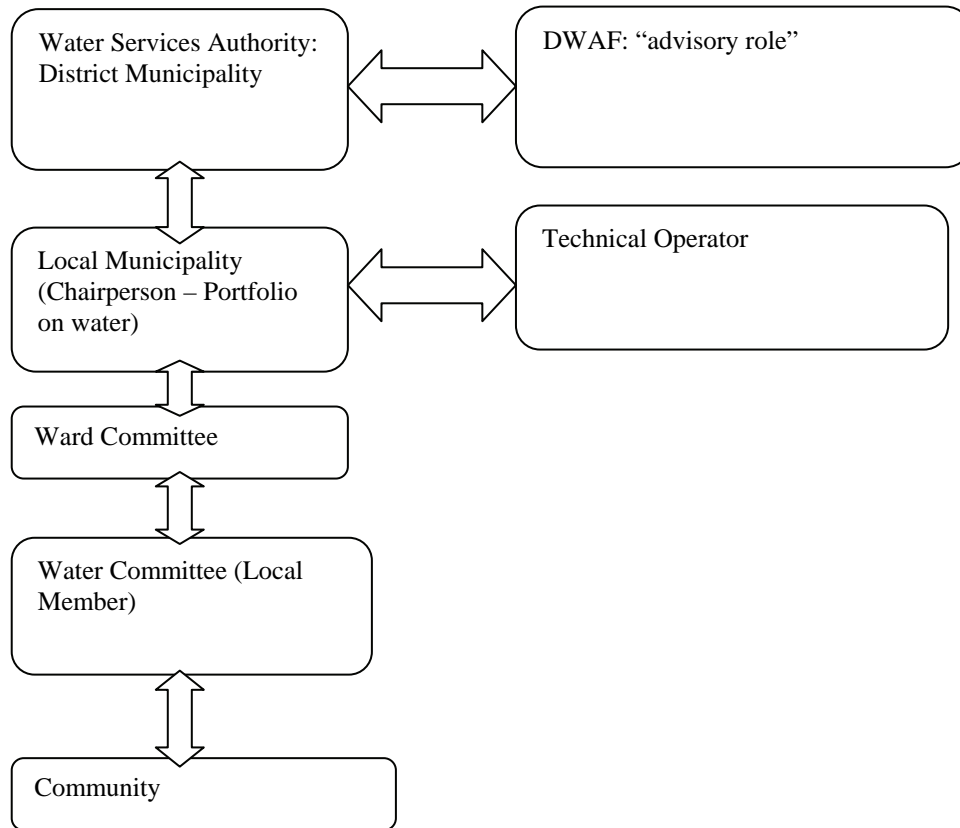 Water Services Authority:
District Municipality
DWAF: “advisory role”
Local Municipality
(Chairperson – Portfolio
on water)
Technical Operator
Ward Committee
Water Committee (Local
Member)
Community